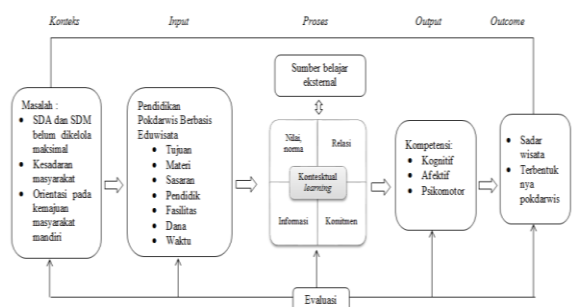 Konteks
Input
Proses
Output
Outcome
Sumber belajar
eksternal
Masalah :
• SDA dan SDM
belum dikelola
maksimal
• Kesadaran
masyarakat
• Orientasi pada
kemajuan
masyarakat
mandiri
Pendidikan
Pokdarwis Berbasis
Eduwisata
• Tujuan
• Materi
• Sasaran
• Pendidik
• Fasilitas
• Dana
• Waktu
Nilai,
norma
Relasi
Kontesktual
learning
Informasi
Komitmen
Kompetensi:
• Kognitif
• Afektif
• Psikomotor
• Sadar
wisata
• Terbentuk
nya
pokdarwis
Evaluasi